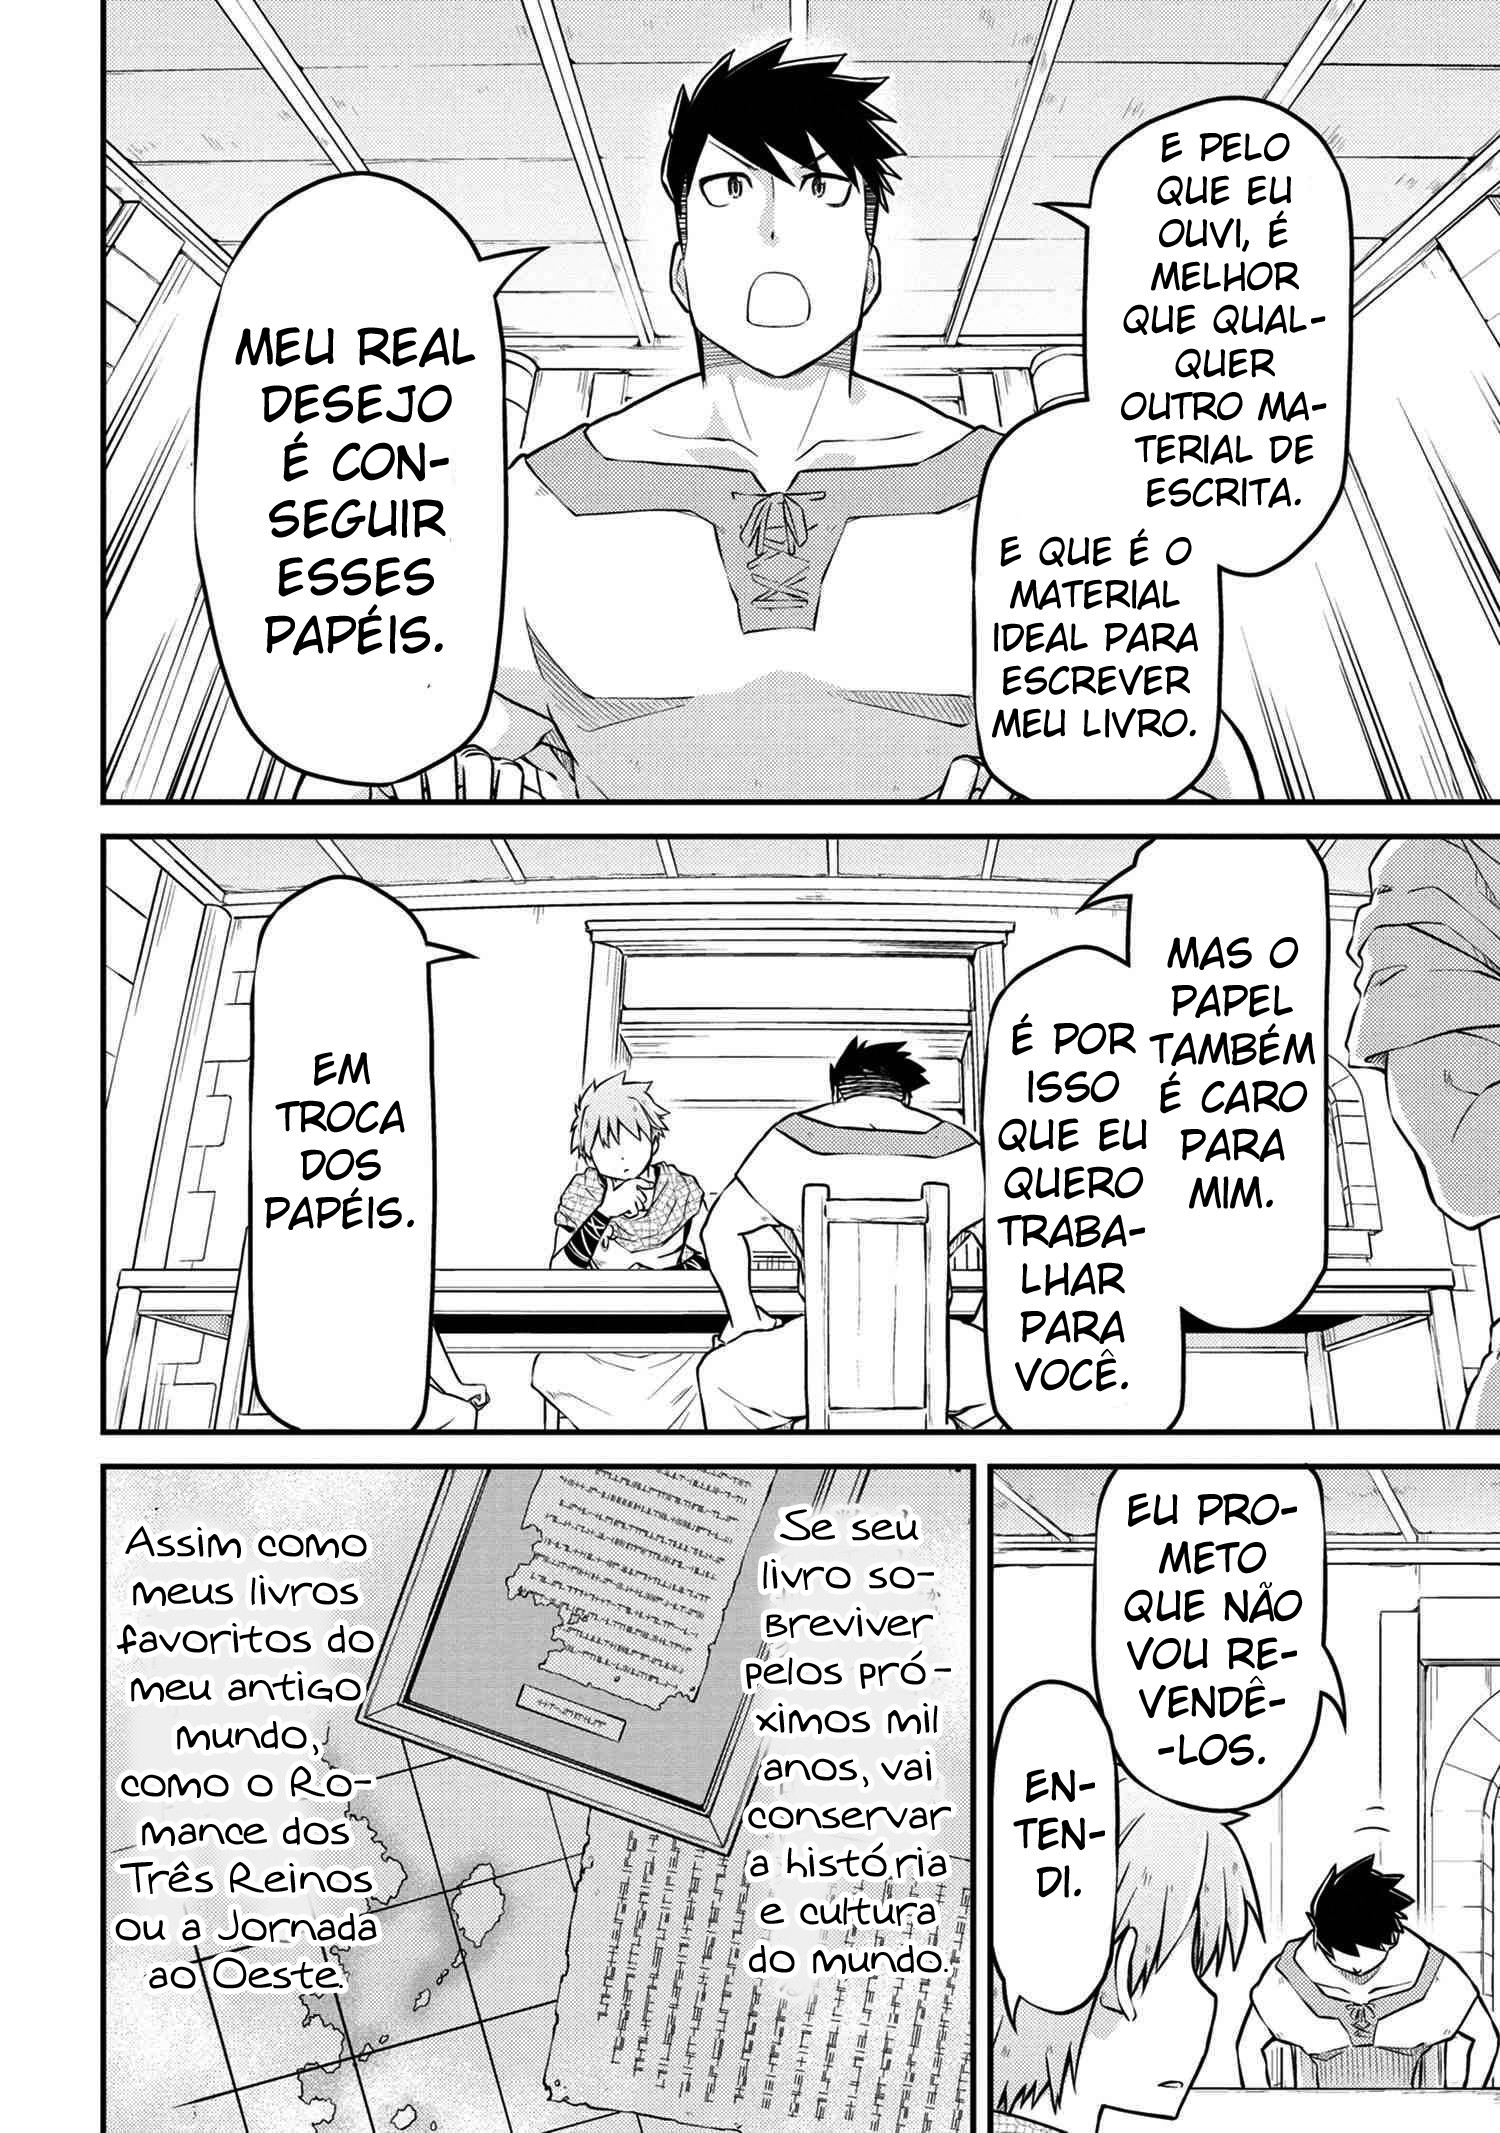 E PELO
QUE EU
OUVI, É
MELHOR
QUE QUAL-
QUER
OUTRO MA-
TERIAL DE
ESCRITA.
E QUE É O
MATERIAL
IDEAL PARA
ESCREVER
MEU LIVRO.
MEU REAL
DESEJO
É CON-
SEGUIR
ESSES
PAPÉIS.
MAS O
PAPEL
TAMBÉM
É CARO
PARA
MIM.
É POR
ISSO
QUE EU
QUERO
TRABA-
LHAR
PARA
VOCÊ.
EM
TROCA
DOS
PAPÉIS.
EU PRO-
METO
QUE NÃO
VOU RE-
VENDÊ-
-LOS.
EN-
TEN-
DI.
Se seu
livro so-
breviver
pelos pró-
ximos mil
anos, vai
conservar
a história
e cultura
do mundo.
Assim como
meus livros
favoritos do
meu antigo
mundo,
como o Ro-
mance dos
Três Reinos
ou a Jornada
ao Oeste.